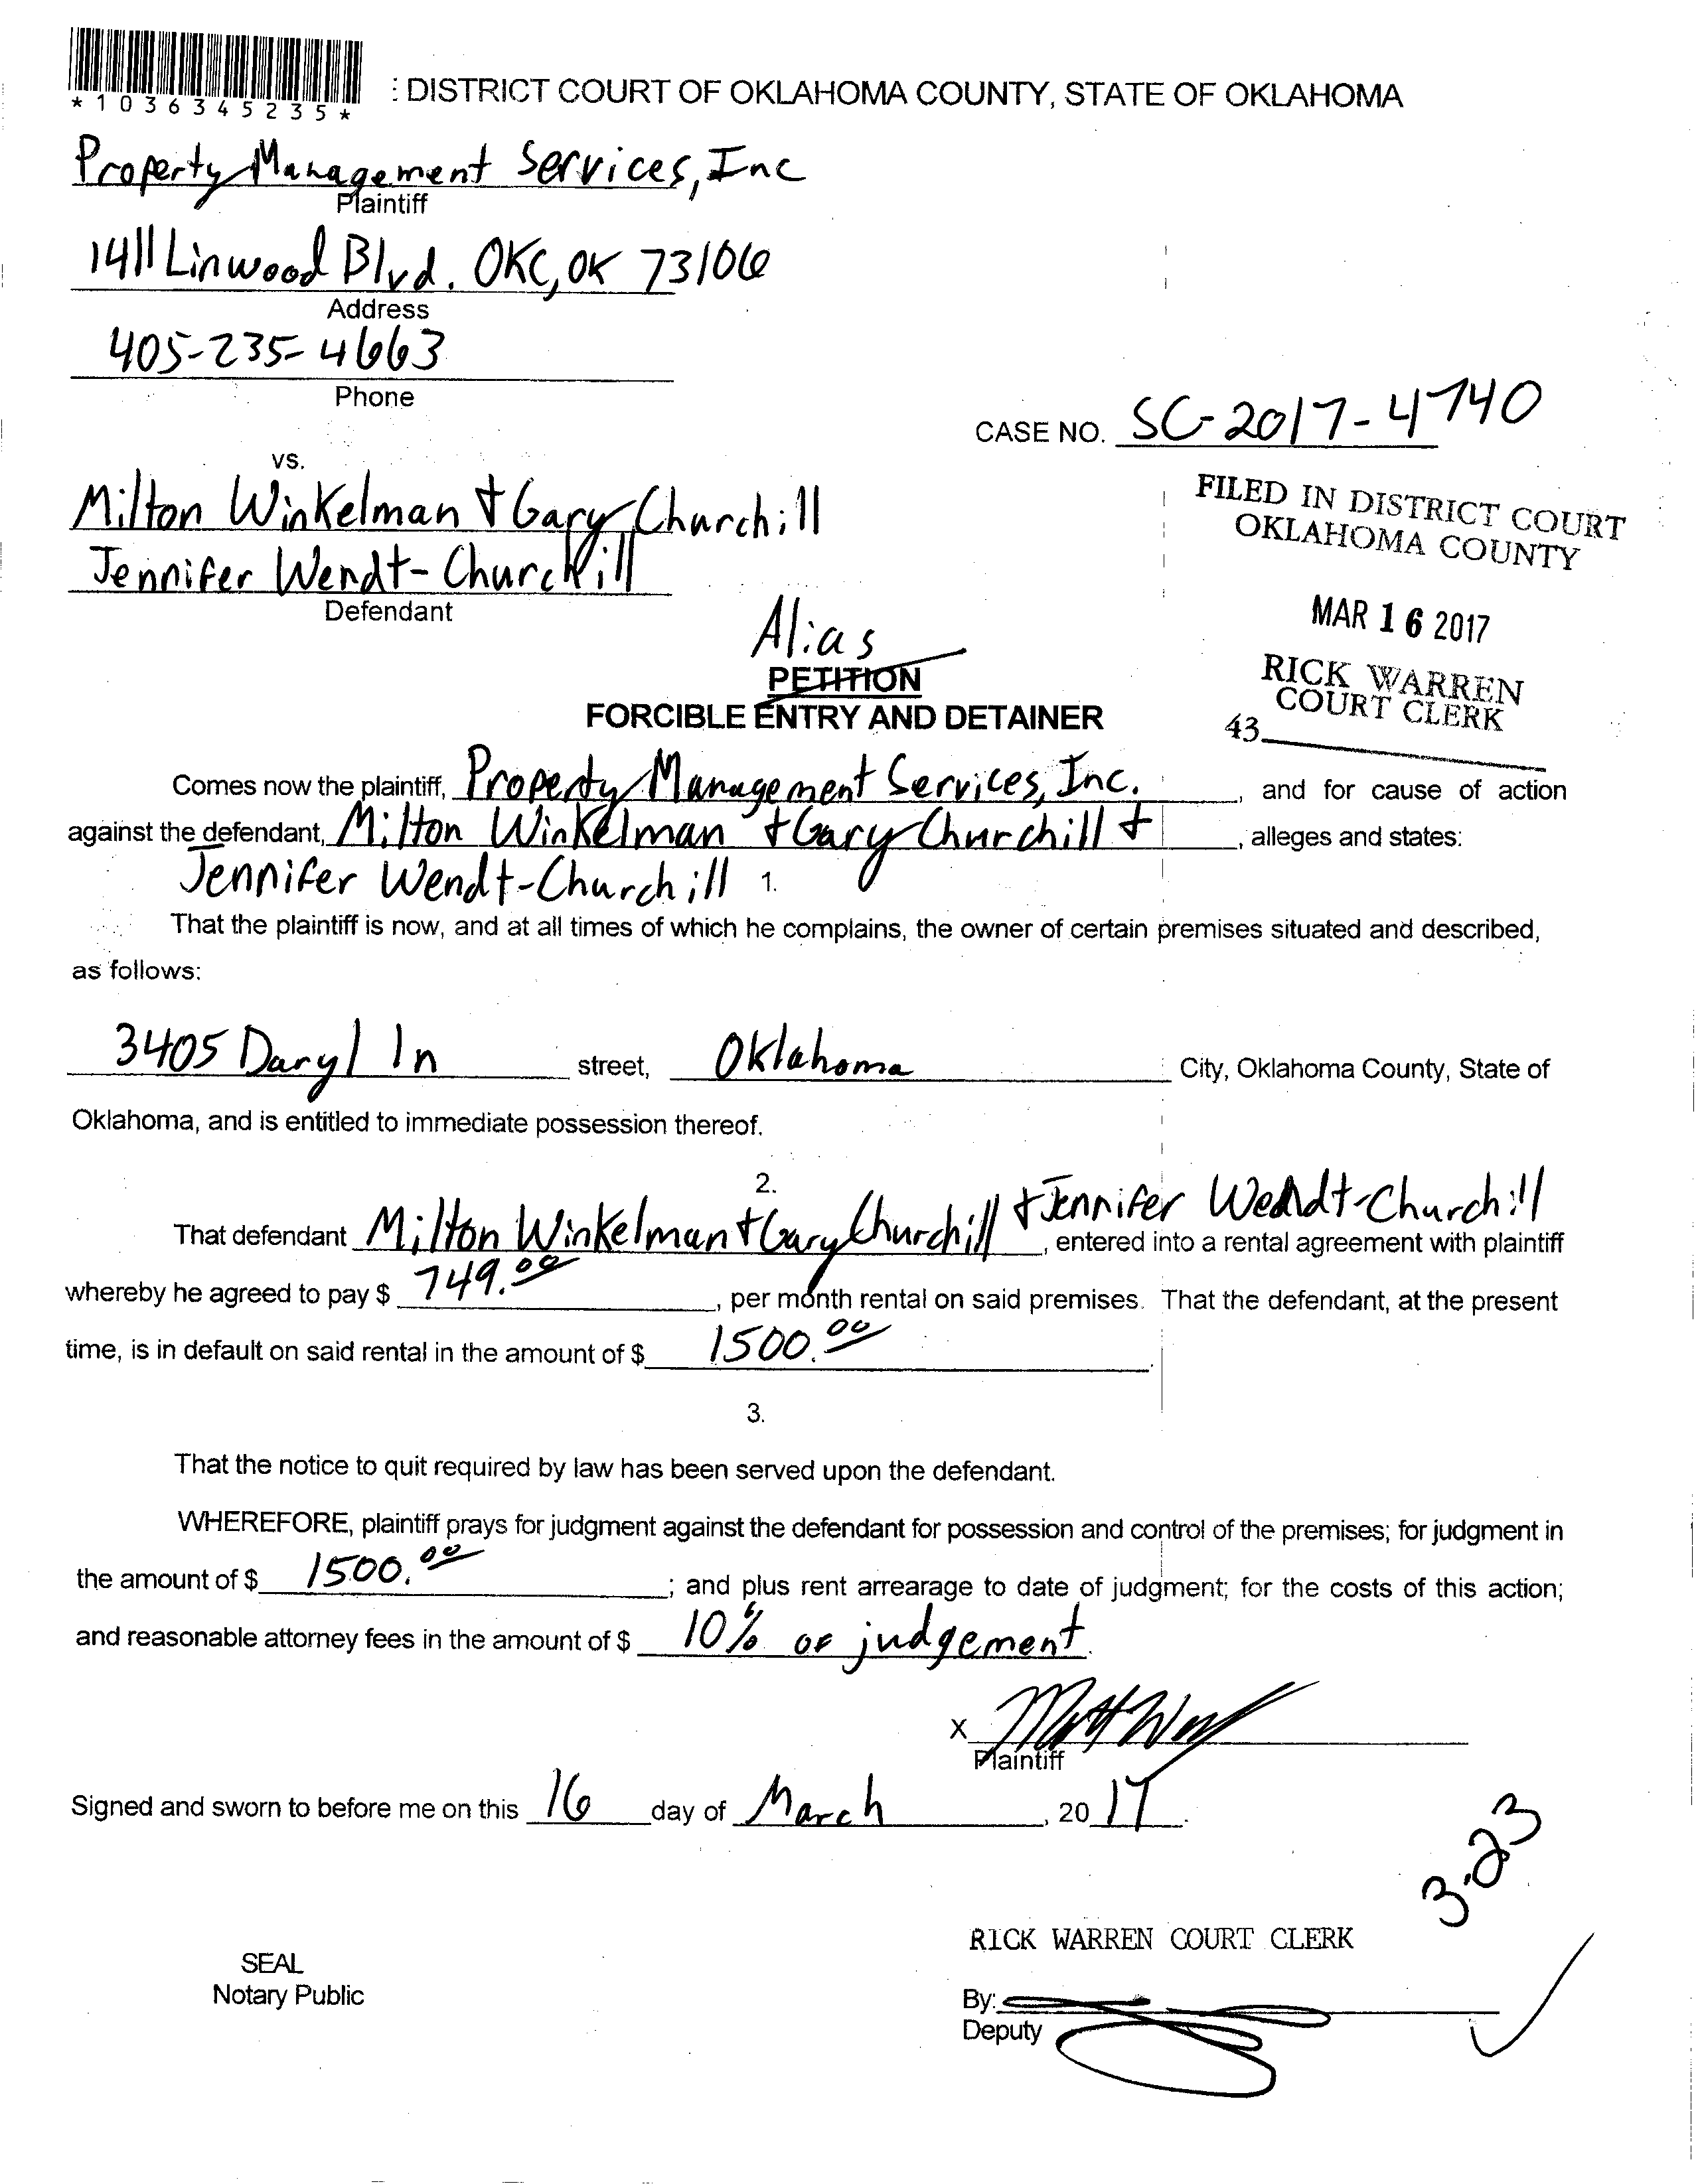 *1036345235*
: DISTRICT COURT OF OKLAHOMA COUNTY, STATE OF OKLAHOMA
Property Management Services, Inc
Plaintiff
1411 Linwood Blvd. OKC, OK 73106
Address
405-235-4663
Phone
CASE NO. SC-2017-4740
vs.
Milton Winkelman + Gary Churchill
Jennifer Wendt-Churchill
Defendant
FILED IN DISTRICT COURT
OKLAHOMA COUNTY
MAR 16 2017
RICK WARREN
COURT CLERK
43
Alias
PETITION
FORCIBLE ENTRY AND DETAINER
Comes now the plaintiff, Property Management Services, Inc. , and for cause of action
against the defendant, Milton Winkelman + Gary Churchill + , alleges and states:
Jennifer Wendt-Churchill
1.
That the plaintiff is now, and at all times of which he complains, the owner of certain premises situated and described,
as follows:
3405 Daryl ln street, Oklahoma City, Oklahoma County, State of
Oklahoma, and is entitled to immediate possession thereof.
2.
That defendant Milton Winkelman + Gary Churchill + Jennifer Wendt-Churchill , entered into a rental agreement with plaintiff
whereby he agreed to pay $ 749.00 , per month rental on said premises. That the defendant, at the present
time, is in default on said rental in the amount of $ 1500.00 .
3.
That the notice to quit required by law has been served upon the defendant.
WHEREFORE, plaintiff prays for judgment against the defendant for possession and control of the premises; for judgment in
the amount of $ 1500.00 ; and plus rent arrearage to date of judgment; for the costs of this action;
and reasonable attorney fees in the amount of $ 10% of judgement.
X
Plaintiff
Signed and sworn to before me on this 16 day of March , 20 17 .
3-23
RICK WARREN COURT CLERK
SEAL
Notary Public
By:
Deputy